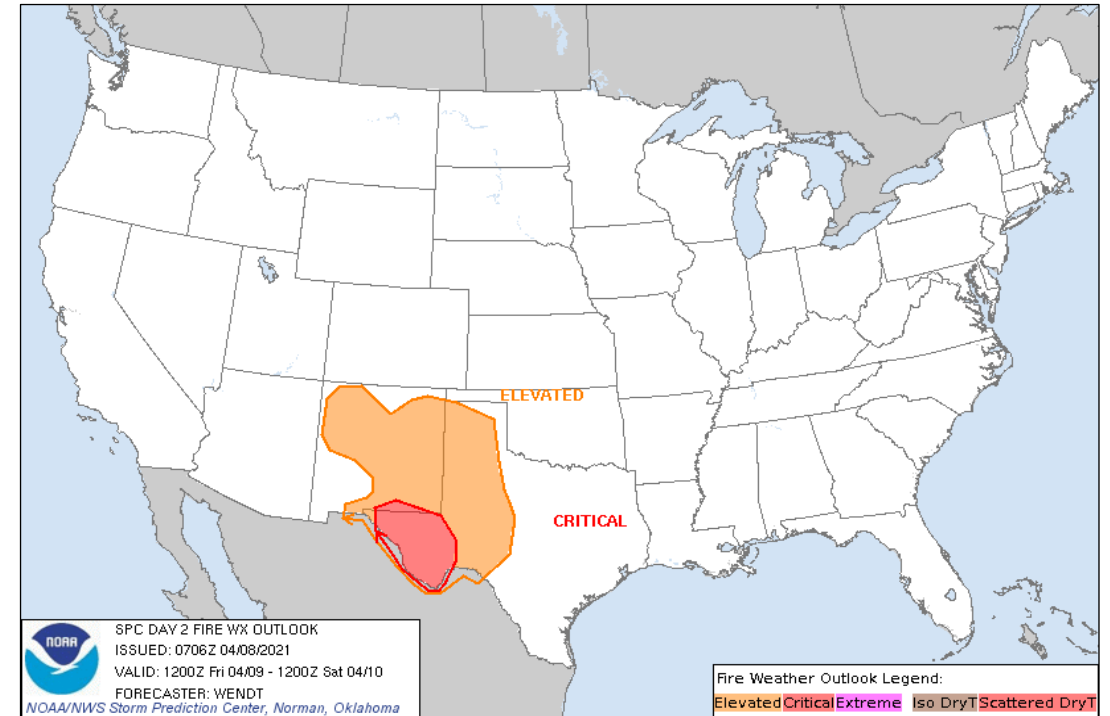 ELEVATED
CRITICAL
NOAA
SPC DAY 2 FIRE WX OUTLOOK
ISSUED: 0706Z 04/08/2021
VALID: 1200Z Fri 04/09 - 1200Z Sat 04/10
FORECASTER: WENDT
NOAA/NWS Storm Prediction Center, Norman, Oklahoma
Fire Weather Outlook Legend:
Elevated Critical Extreme Iso DryT Scattered DryT